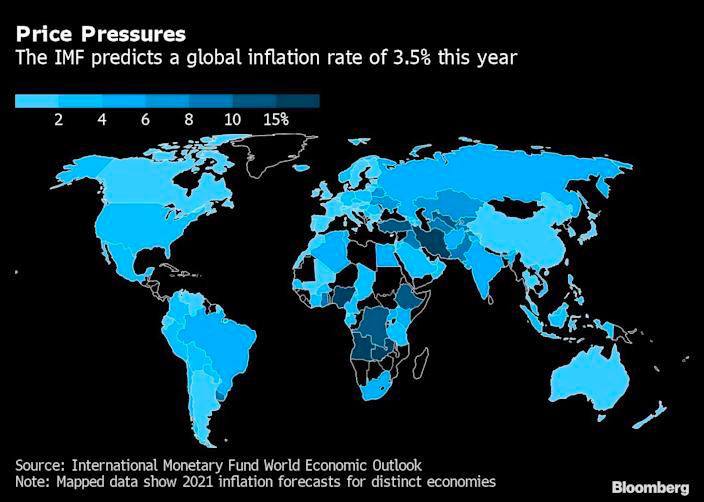 Price Pressures
The IMF predicts a global inflation rate of 3.5% this year
2 4 6 8 10 15%
Source: International Monetary Fund World Economic Outlook
Note: Mapped data show 2021 inflation forecasts for distinct economies
Bloomberg